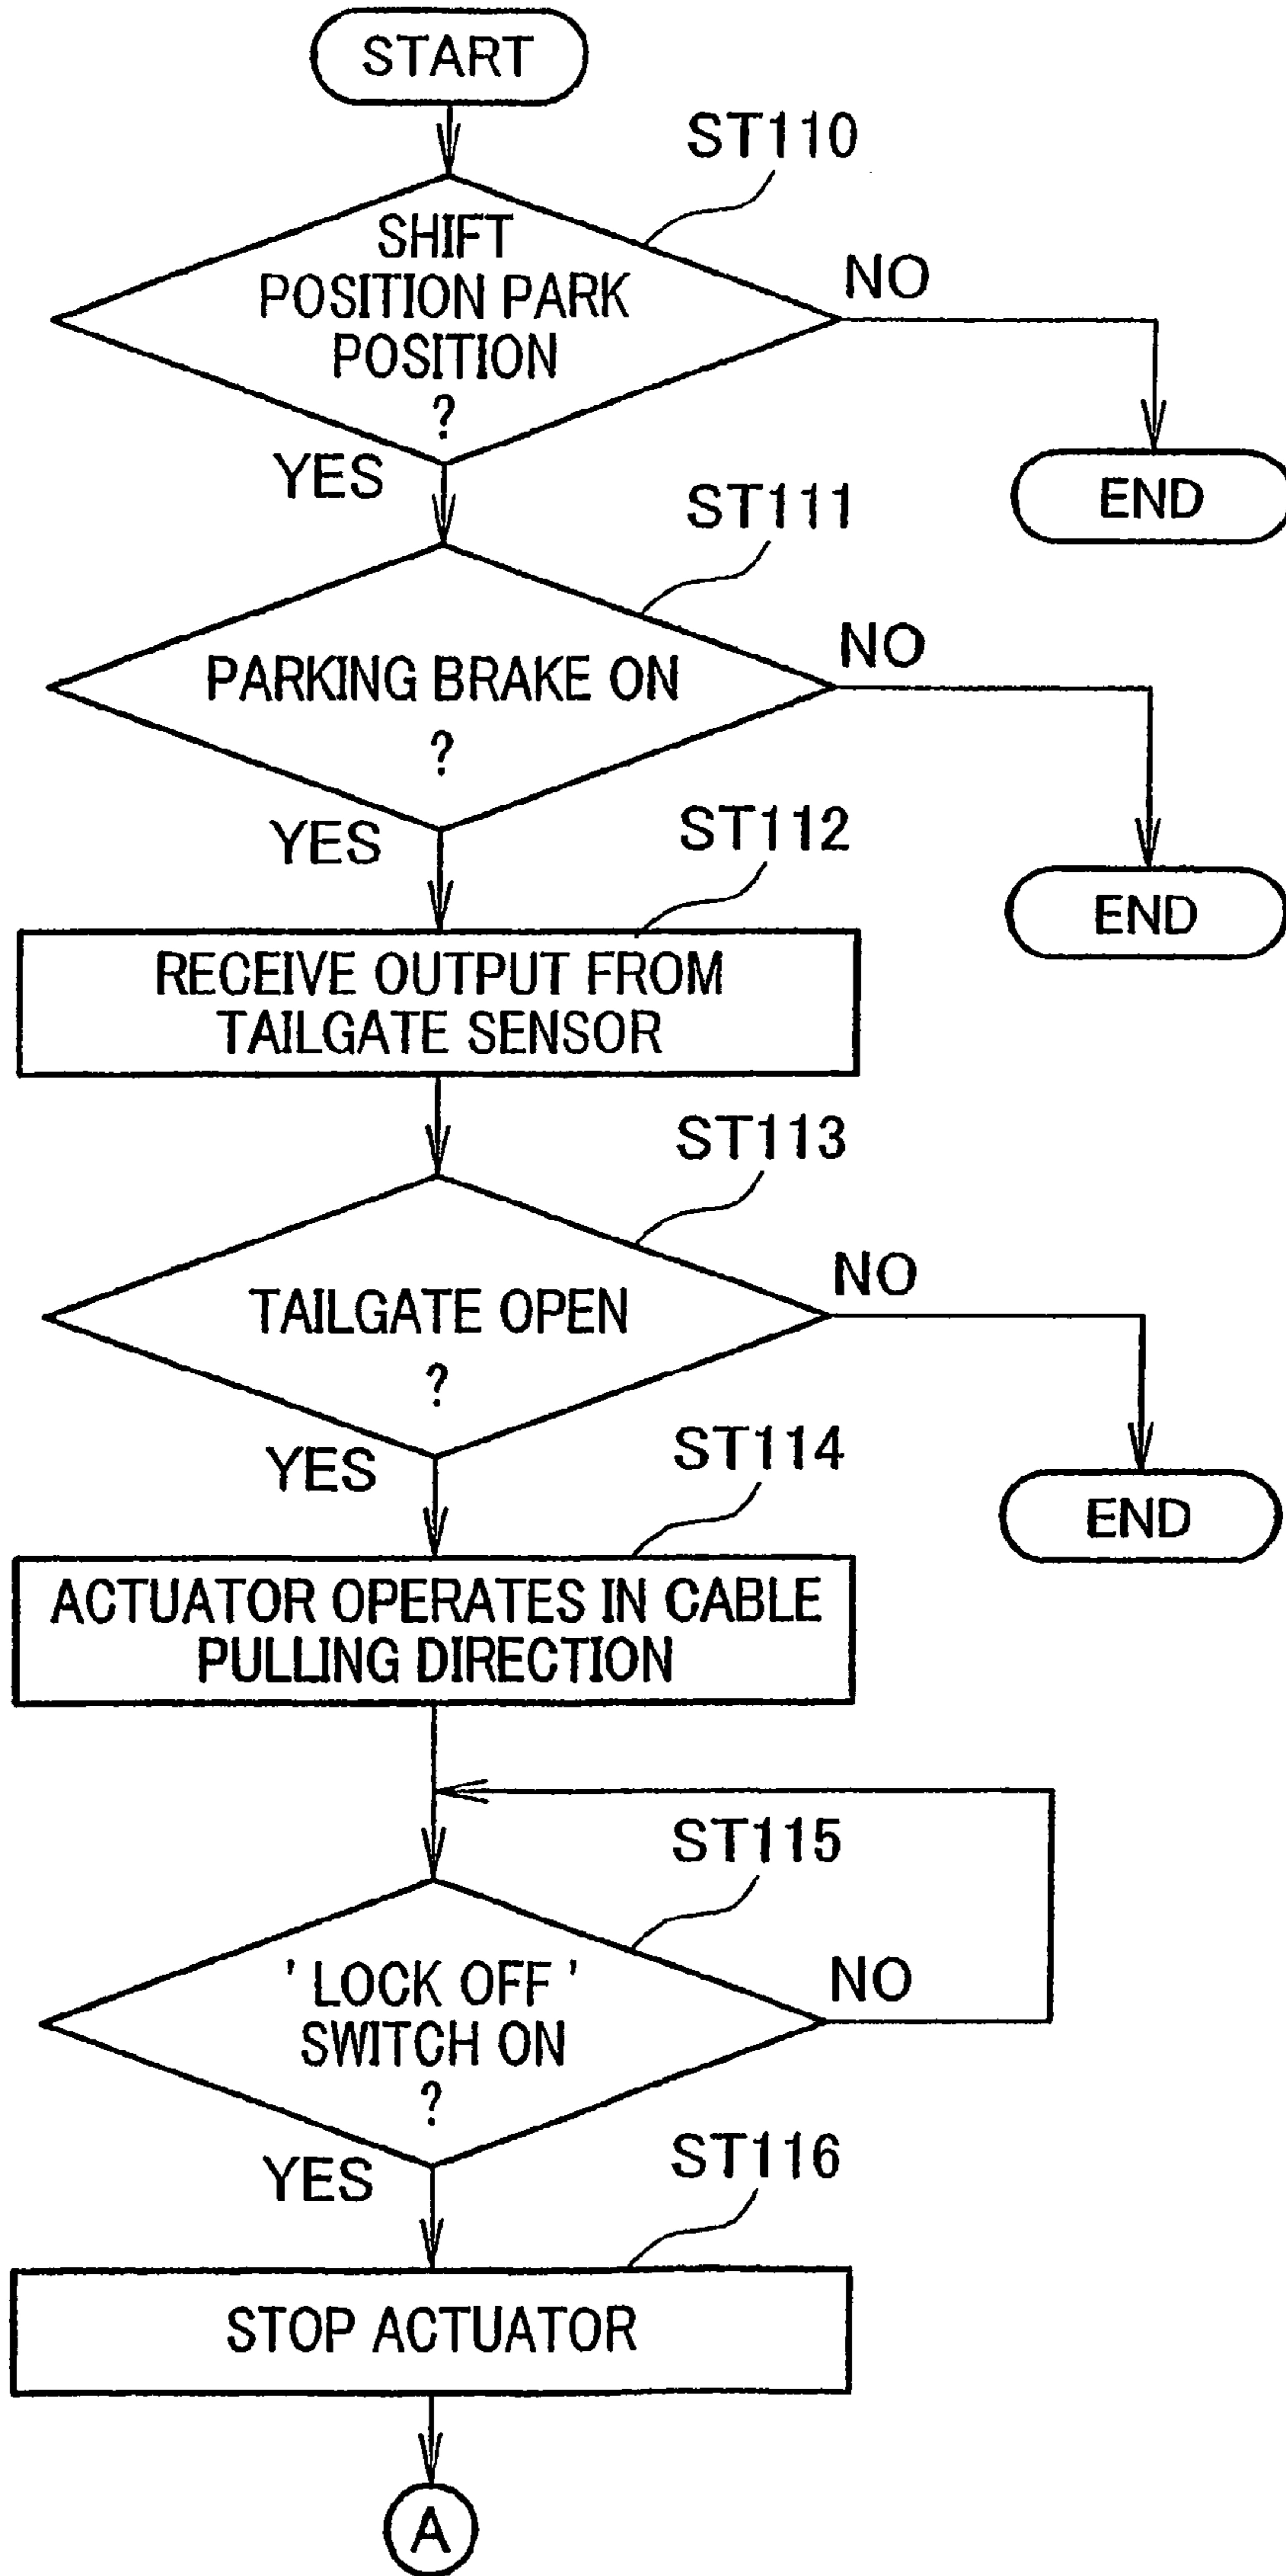 START
ST110
SHIFT
POSITION PARK
POSITION
?
NO
YES
END
ST111
PARKING BRAKE ON
?
NO
YES
END
ST112
RECEIVE OUTPUT FROM
TAILGATE SENSOR
ST113
TAILGATE OPEN
?
NO
YES
END
ST114
ACTUATOR OPERATES IN CABLE
PULLING DIRECTION
ST115
' LOCK OFF '
SWITCH ON
?
NO
YES
ST116
STOP ACTUATOR
A